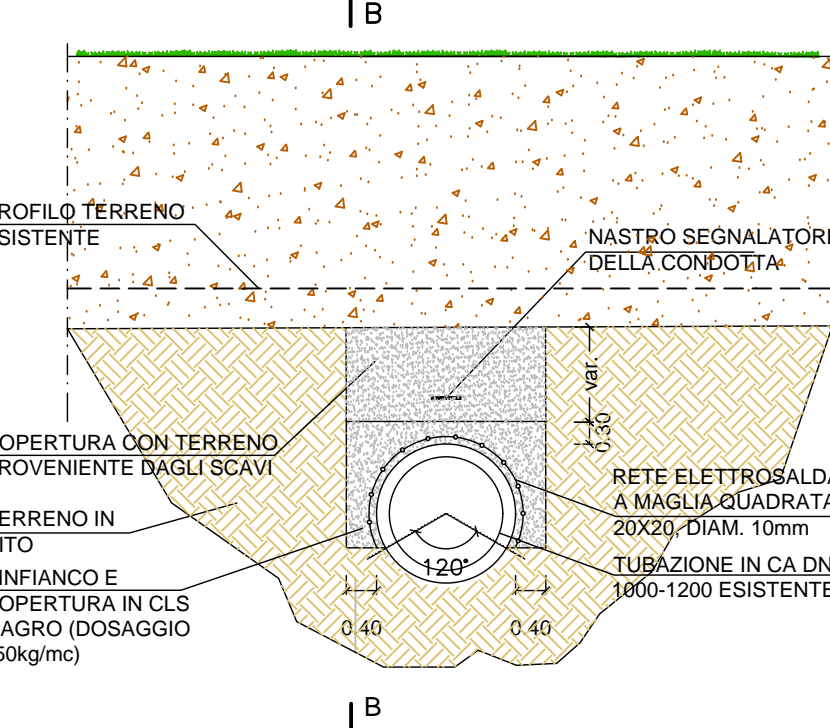 B
ROFILO TERRENO
SISTENTE
NASTRO SEGNALATORE
DELLA CONDOTTA
var.
0.30
OPERTURA CON TERRENO
ROVENIENTE DAGLI SCAVI
RETE ELETTROSALDA
A MAGLIA QUADRATA
20X20, DIAM. 10mm
ERRENO IN
ITO
TUBAZIONE IN CA DN
1000-1200 ESISTENTE
INFIANCO E
OPERTURA IN CLS
AGRO (DOSAGGIO
50kg/mc)
120°
0.40
0.40
B